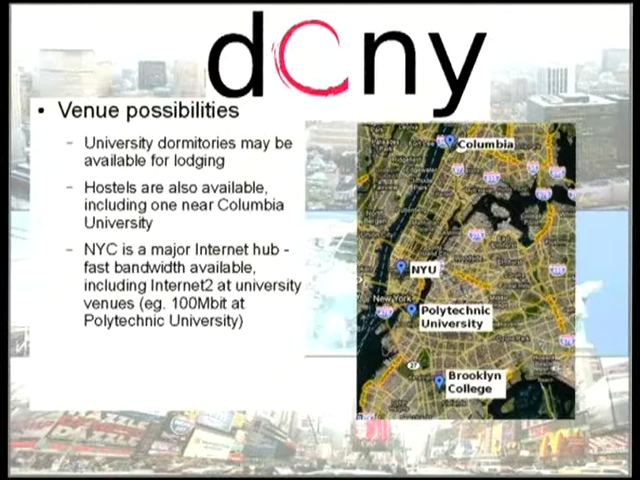 dcny
• Venue possibilities
– University dormitories may be
available for lodging
– Hostels are also available,
including one near Columbia
University
– NYC is a major Internet hub -
fast bandwidth available,
including Internet2 at university
venues (eg. 100Mbit at
Polytechnic University)
Columbia
NYU
New York
Polytechnic
University
Brooklyn
College